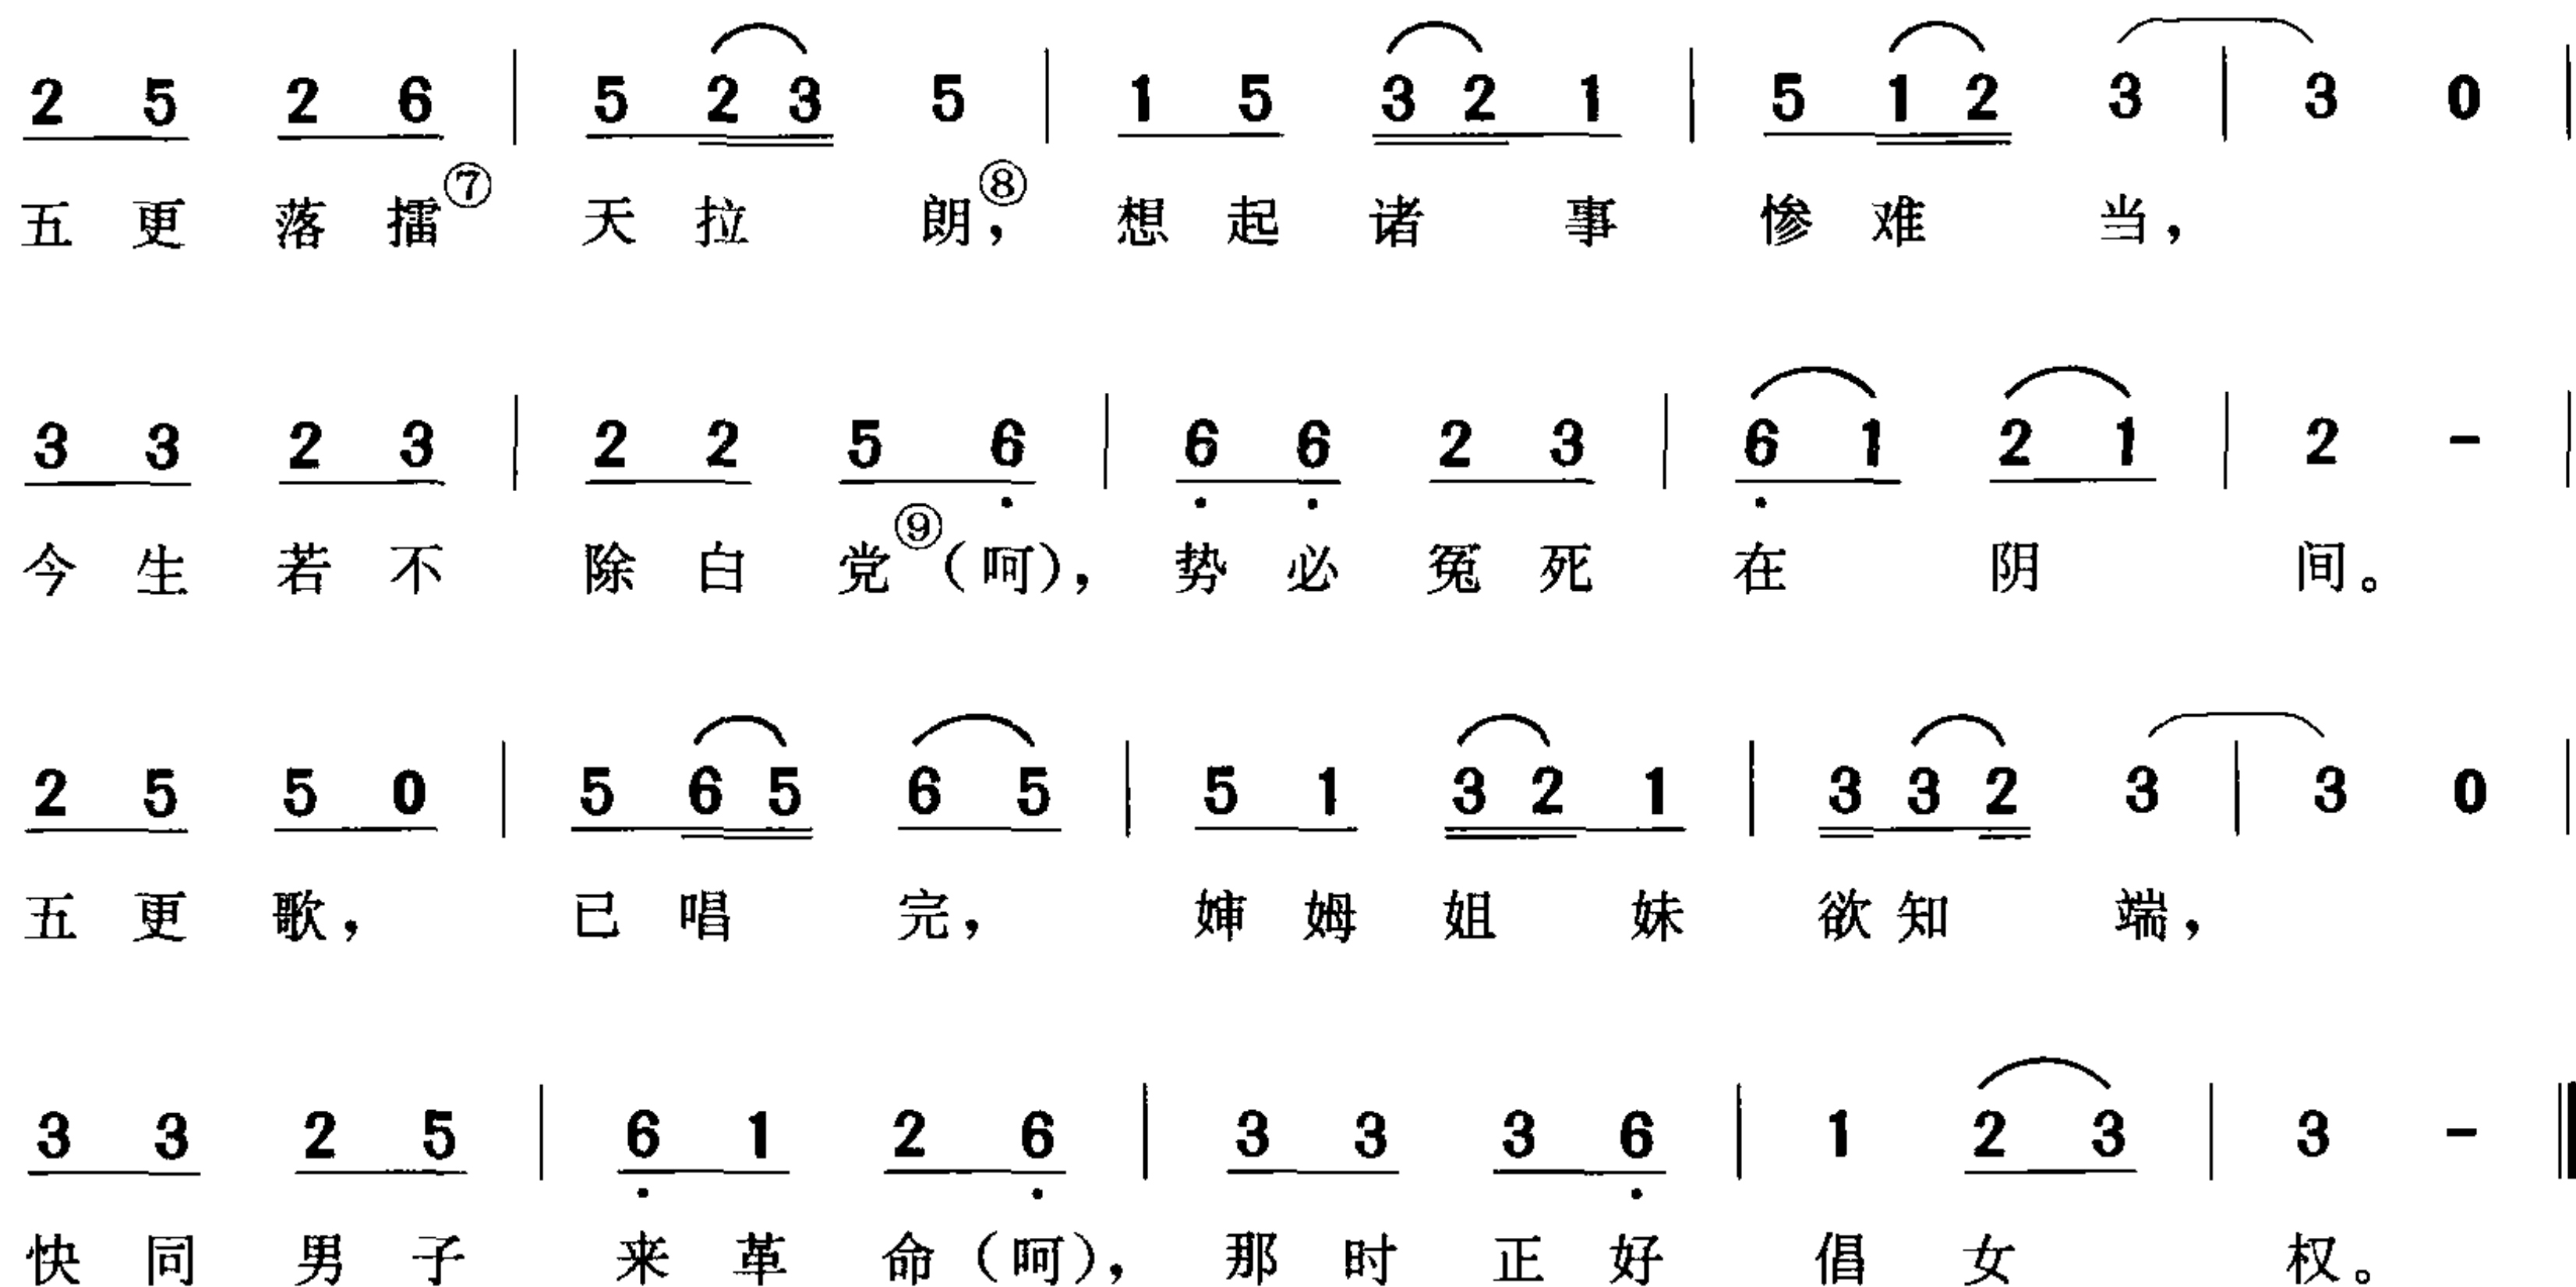 2 5 2 6 | 5 2 3 5 | 1 5 3 2 1 | 5 1 2 3 | 3 0 |
五 更 落 擂⑦ 天 拉 朗⑧， 想 起 诸 事 惨 难 当，
3 3 2 3 | 2 2 5 6̣ | 6̣ 6̣ 2 3 | 6̣ 1 2 1 | 2 - |
今 生 若 不 除 白 党⑨（呵）， 势 必 冤 死 在 阴 间。
2 5 5 0 | 5 6 5 6 5 | 5 1 3 2 1 | 3 3 2 3 | 3 0 |
五 更 歌， 已 唱 完， 婶 姆 姐 妹 欲 知 端，
3 3 2 5 | 6̣ 1 2 6̣ | 3 3 3 6̣ | 1 2 3 | 3 - ‖
快 同 男 子 来 革 命（呵）， 那 时 正 好 倡 女 权。